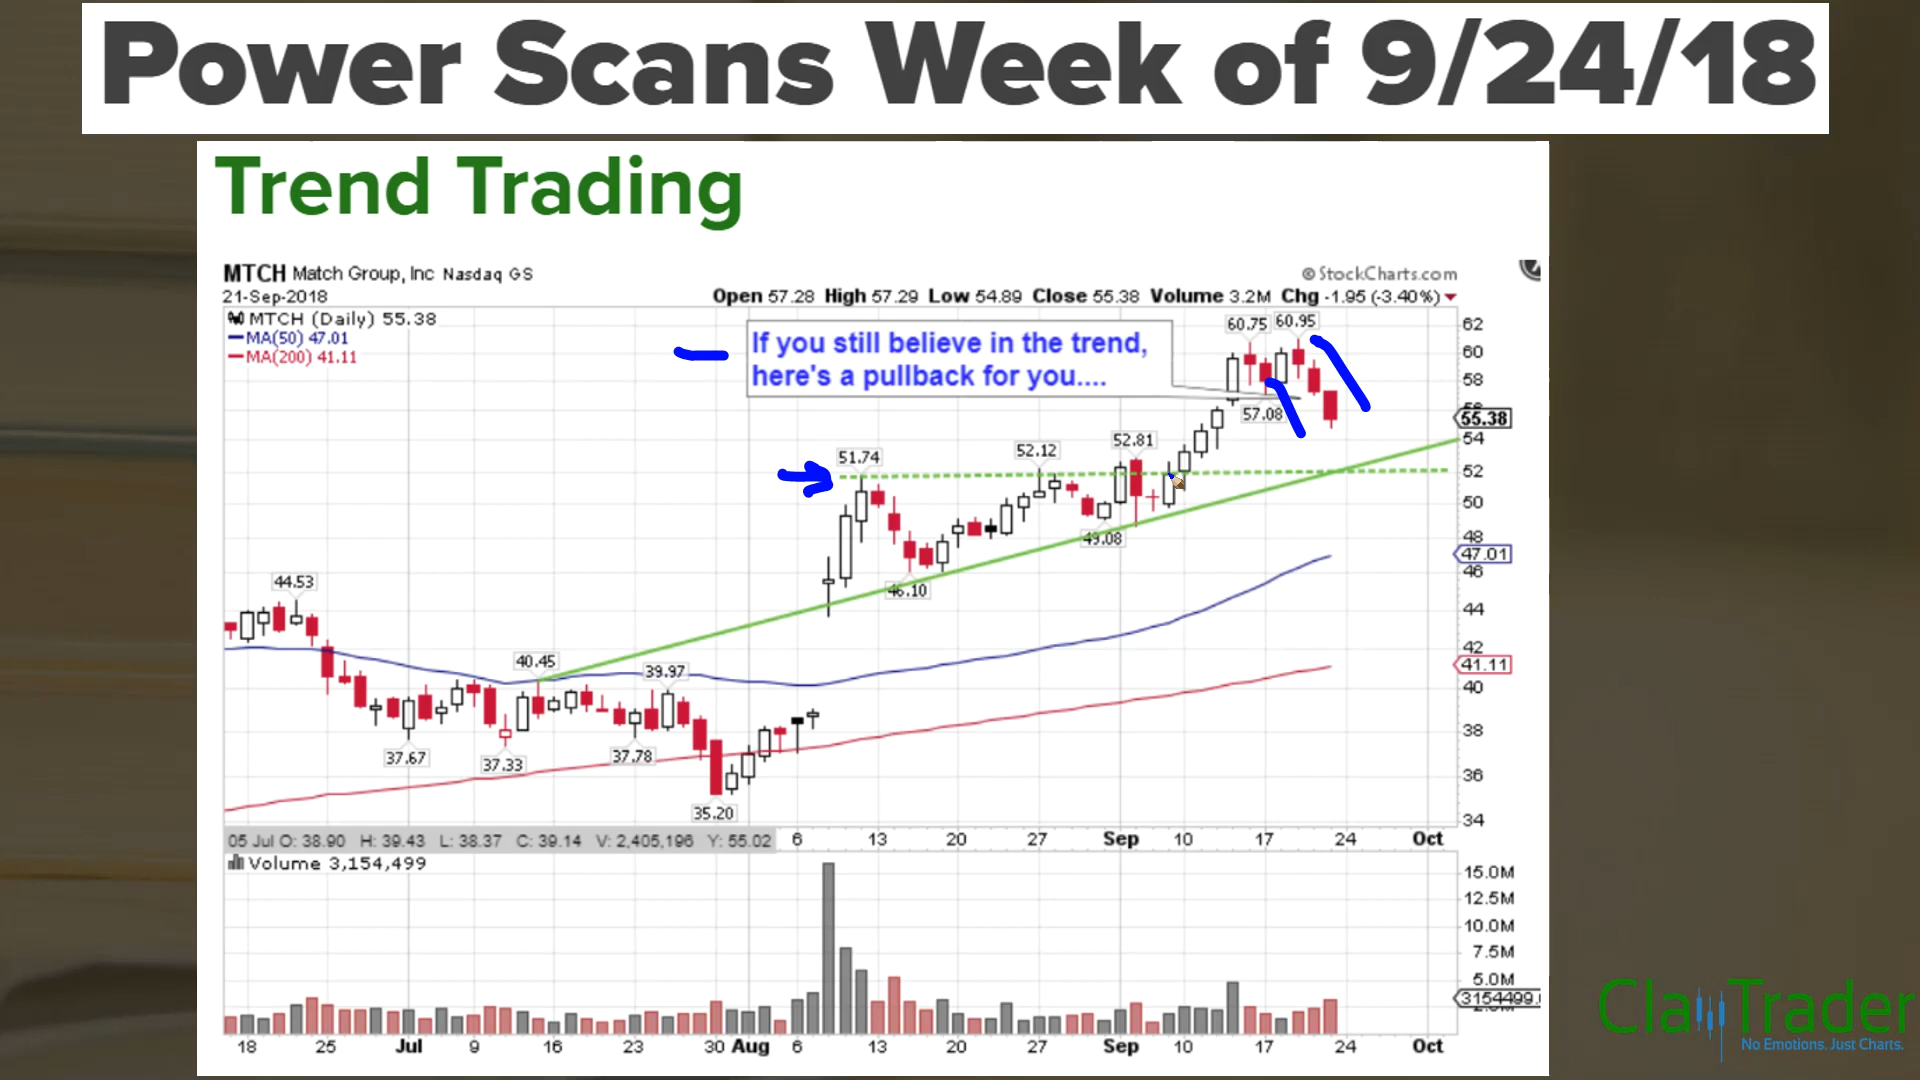 Power Scans Week of 9/24/18
Trend Trading
MTCH Match Group, Inc Nasdaq GS
© StockCharts.com
21-Sep-2018
Open 57.28 High 57.29 Low 54.89 Close 55.38 Volume 3.2M Chg -1.95 (-3.40%)
MTCH (Daily) 55.38
MA(50) 47.01
MA(200) 41.11
If you still believe in the trend,
here's a pullback for you....
60.75 60.95
62
60
58
57.08
55.38
54
52.81
52.12
51.74
52
50
49.08
48
47.01
46
46.10
44.53
44
42
41.11
40.45
39.97
40
38
37.67
37.33
37.78
36
35.20
34
05 Jul O: 38.90 H: 39.43 L: 38.37 C: 39.14 V: 2,405,196 Y: 55.02
6 13 20 27 Sep 10 17 24 Oct
Volume 3,154,499
15.0M
12.5M
10.0M
7.5M
5.0M
3154499.
18 25 Jul 9 16 23 30 Aug 6 13 20 27 Sep 10 17 24 Oct
ClayTrader
No Emotions. Just Charts.